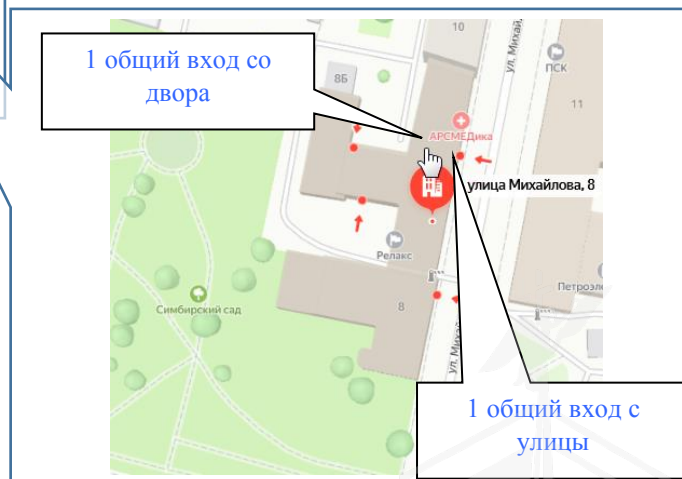 1 общий вход со
двора
10
ул. Михай
ПСК
8Б
11
АРСМЕДика
улица Михайлова, 8
Релакс
Симбирский сад
8
ул. Михай
1 общий вход с
улицы